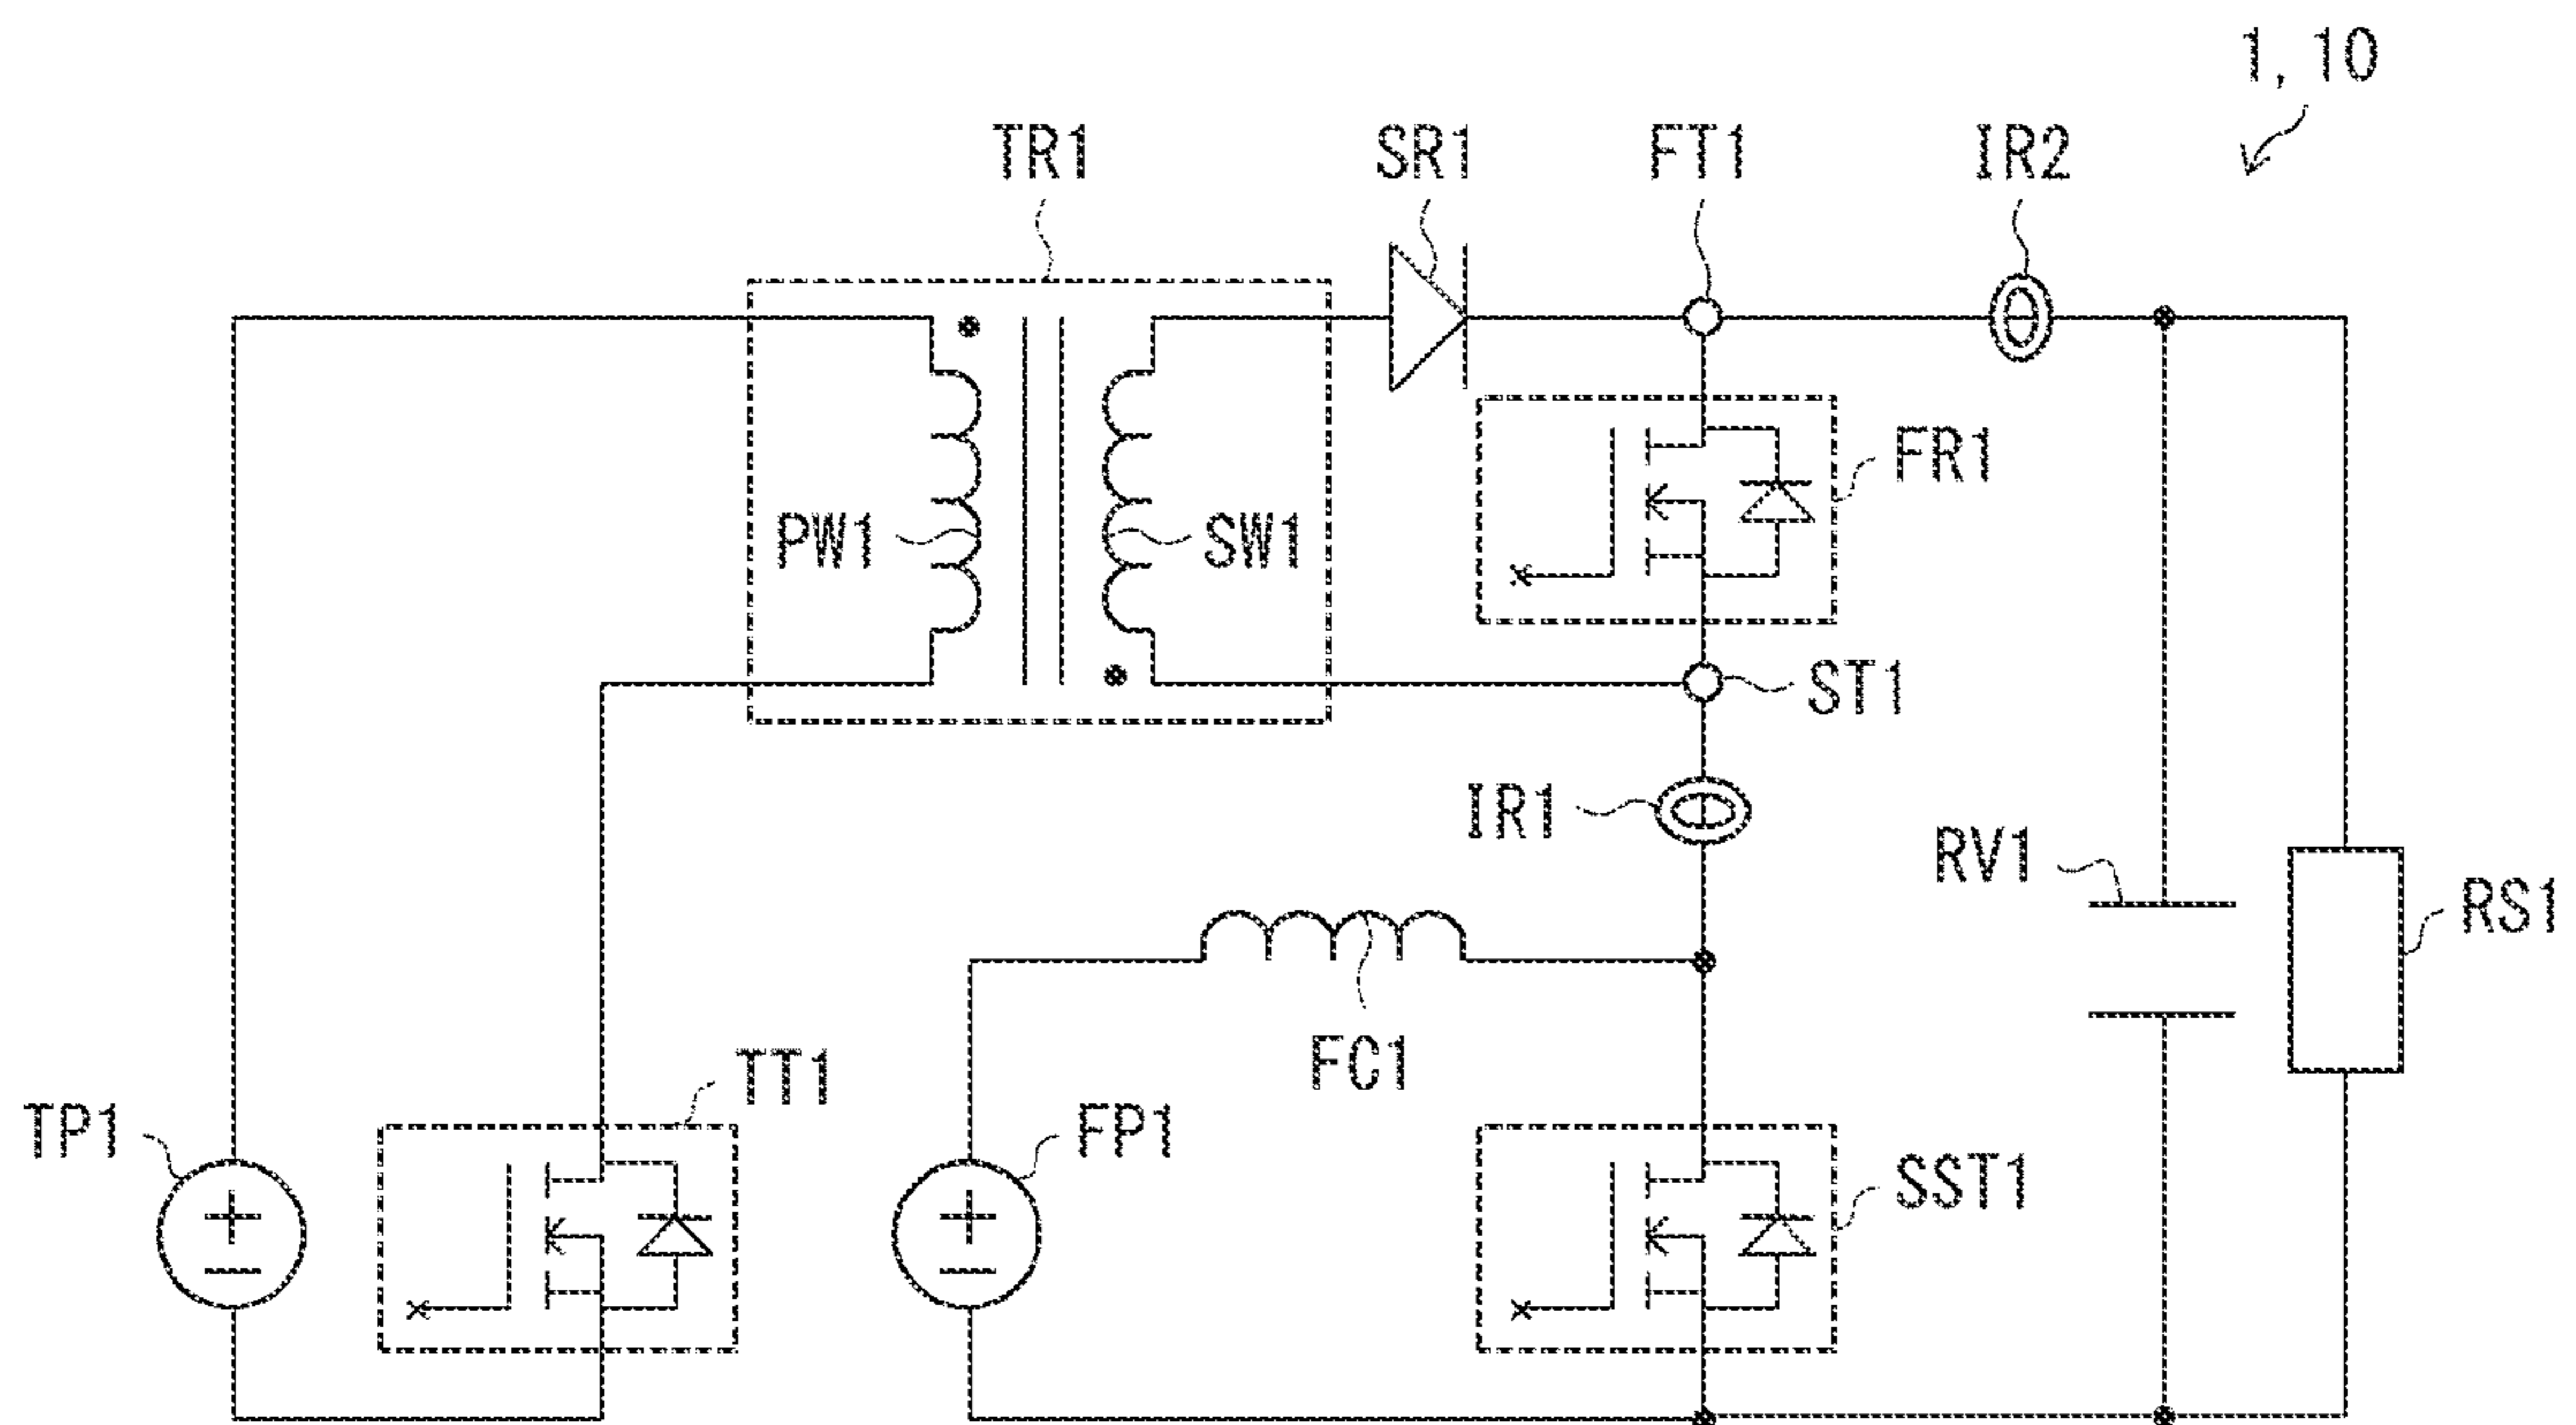 1, 10
TR1
SR1
FT1
IR2
FR1
PW1
SW1
ST1
IR1
RV1
RS1
FC1
TT1
TP1
FP1
SST1